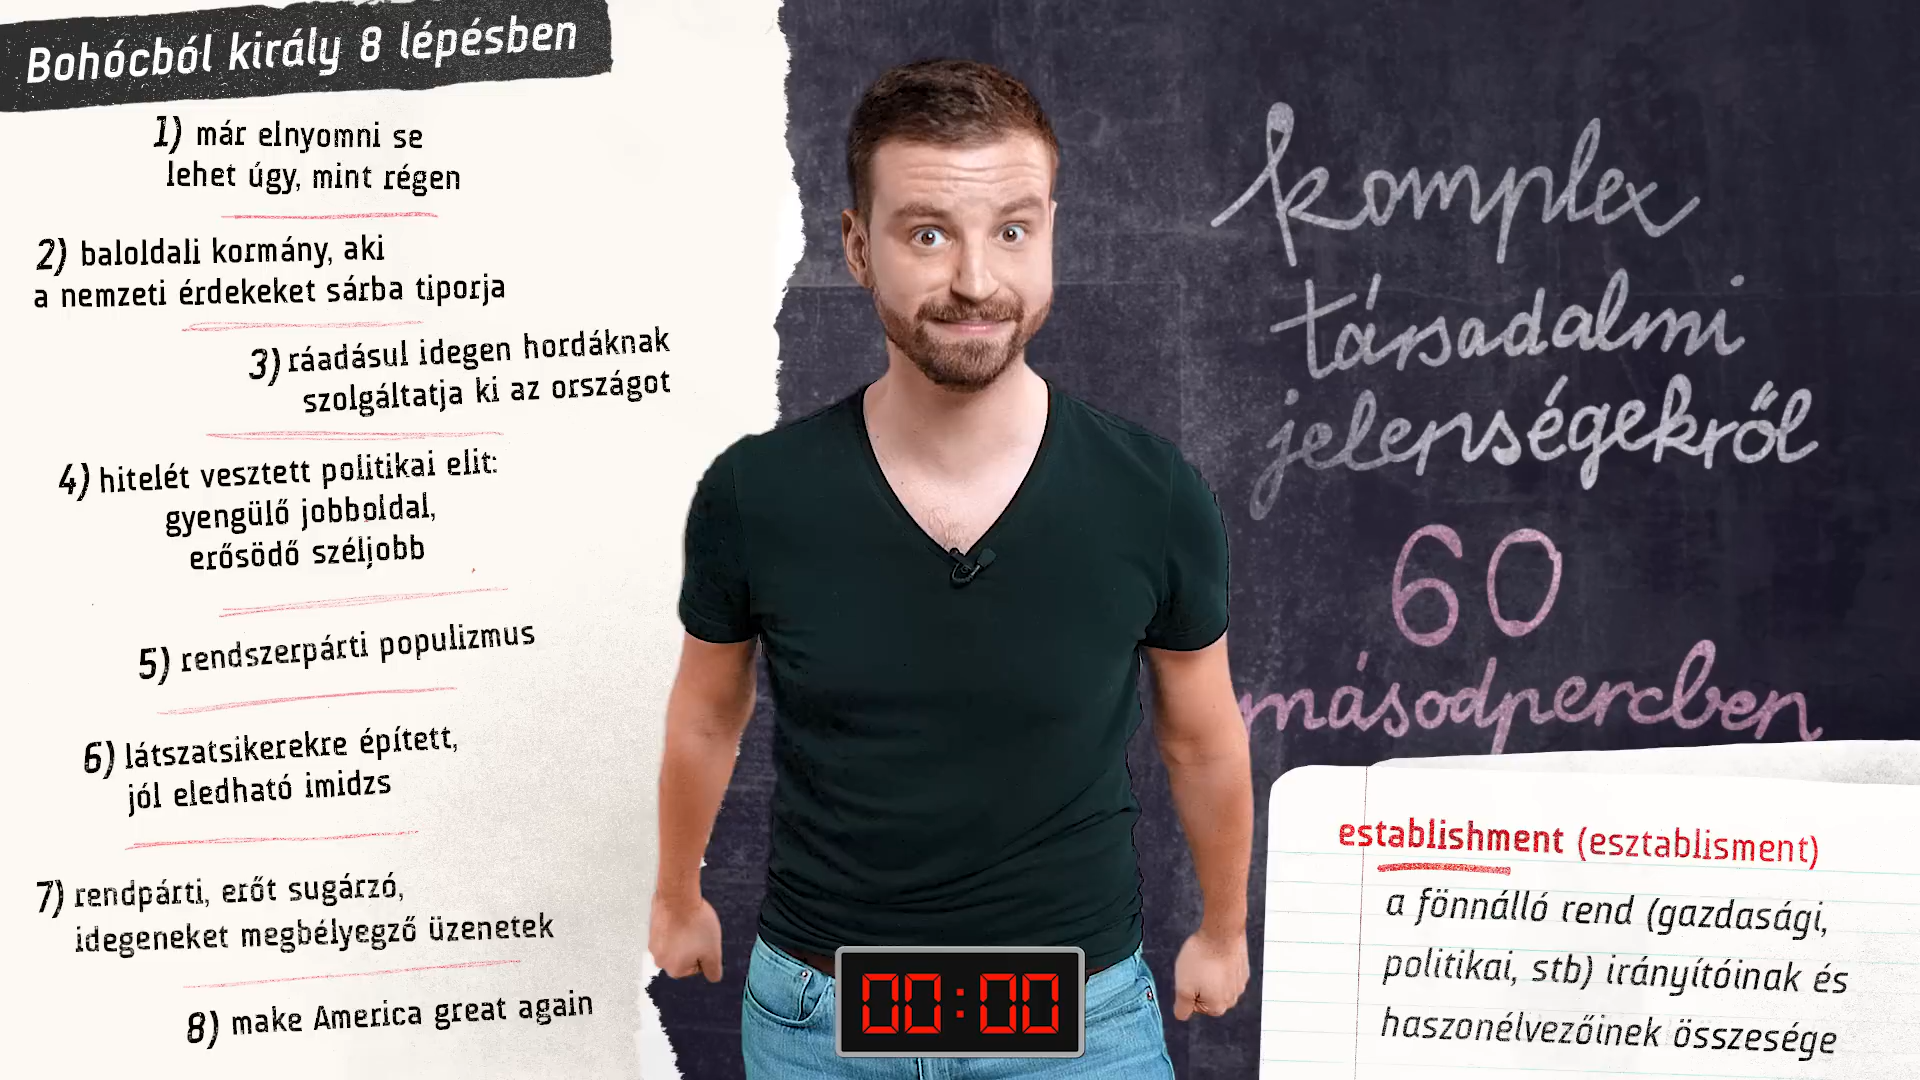 Bohócból király 8 lépésben
1) már elnyomni se
lehet úgy, mint régen
2) baloldali kormány, aki
a nemzeti érdekeket sárba tiporja
3) ráadásul idegen hordáknak
szolgáltatja ki az országot
4) hitelét vesztett politikai elit:
gyengülő jobboldal,
erősödő széljobb
5) rendszerpárti populizmus
6) látszatsikerekre épített,
jól eledható imidzs
7) rendpárti, erőt sugárzó,
idegeneket megbélyegző üzenetek
8) make America great again
komplex
társadalmi
jelenségekről
60
másodpercben
00:00
establishment (esztablisment)
a fönnálló rend (gazdasági,
politikai, stb) irányítóinak és
haszonélvezőinek összesége